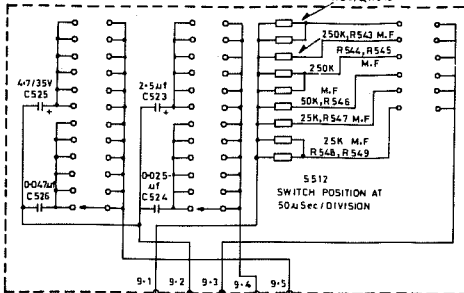 250K,R543 M.F
R544,R545
M.F
250K
M.F
50K,R546
25K,R547 M.F
25K M.F
R548,R549
4·7/35V
C525
+
2·5µf
C523
+
0·047µf
C526
0·025-
µf
C524
S512
SWITCH POSITION AT
50µSec/DIVISION
9·1
9·2
9·3
9·4
9·5